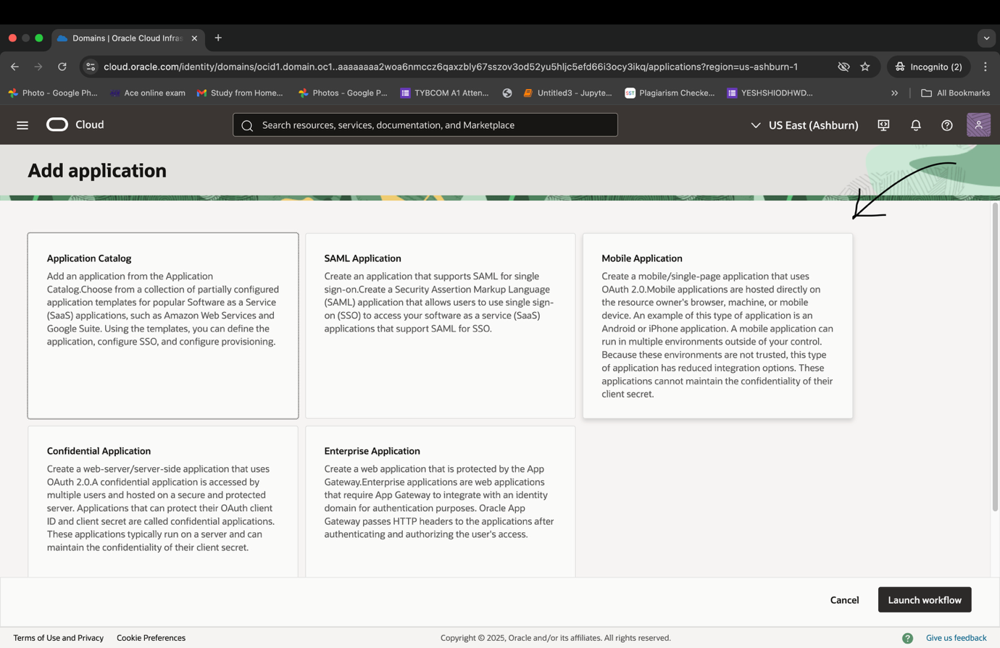 Domains | Oracle Cloud Infras
cloud.oracle.com/identity/domains/ocid1.domain.oc1..aaaaaaaa2woa6nmccz6qaxzbly67sszov3od52yu5hljc5efd66i3ocy3ikq/applications?region=us-ashburn-1
Incognito (2)
Photo - Google Ph...
Ace online exam
Study from Home...
Photos - Google P...
TYBCOM A1 Atten...
Untitled3 - Jupyte...
SST
Plagiarism Checke...
YESHSHIODHWD...
All Bookmarks
Cloud
Search resources, services, documentation, and Marketplace
US East (Ashburn)
Add application
Application Catalog
Add an application from the Application
Catalog.Choose from a collection of partially configured
application templates for popular Software as a Service
(SaaS) applications, such as Amazon Web Services and
Google Suite. Using the templates, you can define the
application, configure SSO, and configure provisioning.
SAML Application
Create an application that supports SAML for single
sign-on.Create a Security Assertion Markup Language
(SAML) application that allows users to use single sign-
on (SSO) to access your software as a service (SaaS)
applications that support SAML for SSO.
Mobile Application
Create a mobile/single-page application that uses
OAuth 2.0.Mobile applications are hosted directly on
the resource owner's browser, machine, or mobile
device. An example of this type of application is an
Android or iPhone application. A mobile application can
run in multiple environments outside of your control.
Because these environments are not trusted, this type
of application has reduced integration options. These
applications cannot maintain the confidentiality of their
client secret.
Confidential Application
Create a web-server/server-side application that uses
OAuth 2.0.A confidential application is accessed by
multiple users and hosted on a secure and protected
server. Applications that can protect their OAuth client
ID and client secret are called confidential applications.
These applications typically run on a server and can
maintain the confidentiality of their client secret.
Enterprise Application
Create a web application that is protected by the App
Gateway.Enterprise applications are web applications
that require App Gateway to integrate with an identity
domain for authentication purposes. Oracle App
Gateway passes HTTP headers to the applications after
authenticating and authorizing the user's access.
Cancel
Launch workflow
Terms of Use and Privacy
Cookie Preferences
Copyright © 2025, Oracle and/or its affiliates. All rights reserved.
Give us feedback